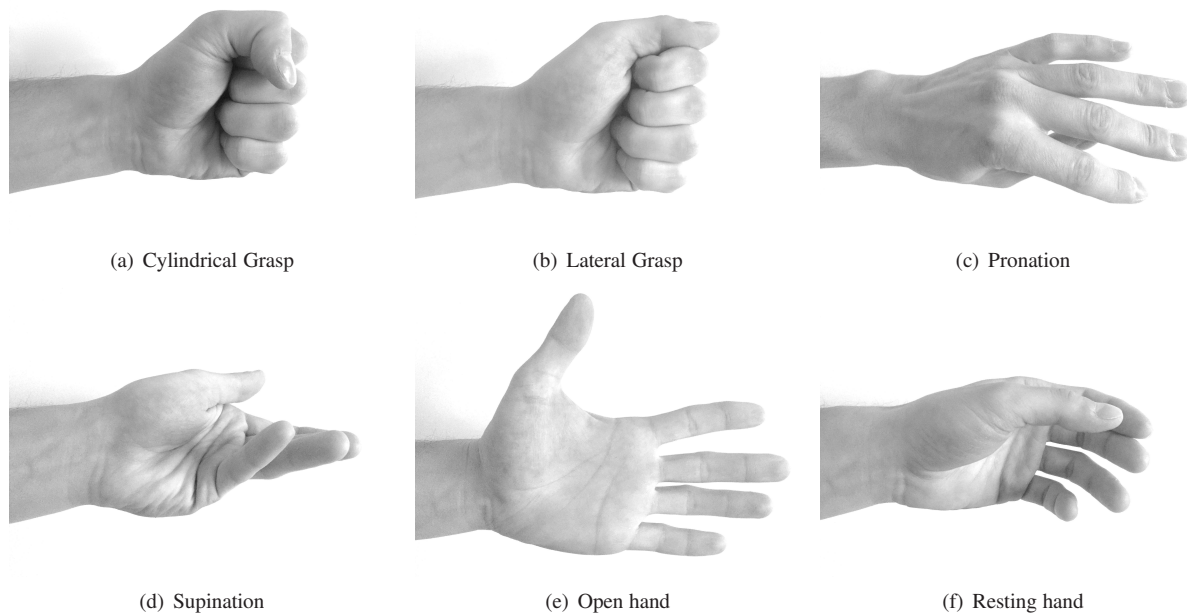 (a) Cylindrical Grasp
(b) Lateral Grasp
(c) Pronation
(d) Supination
(e) Open hand
(f) Resting hand